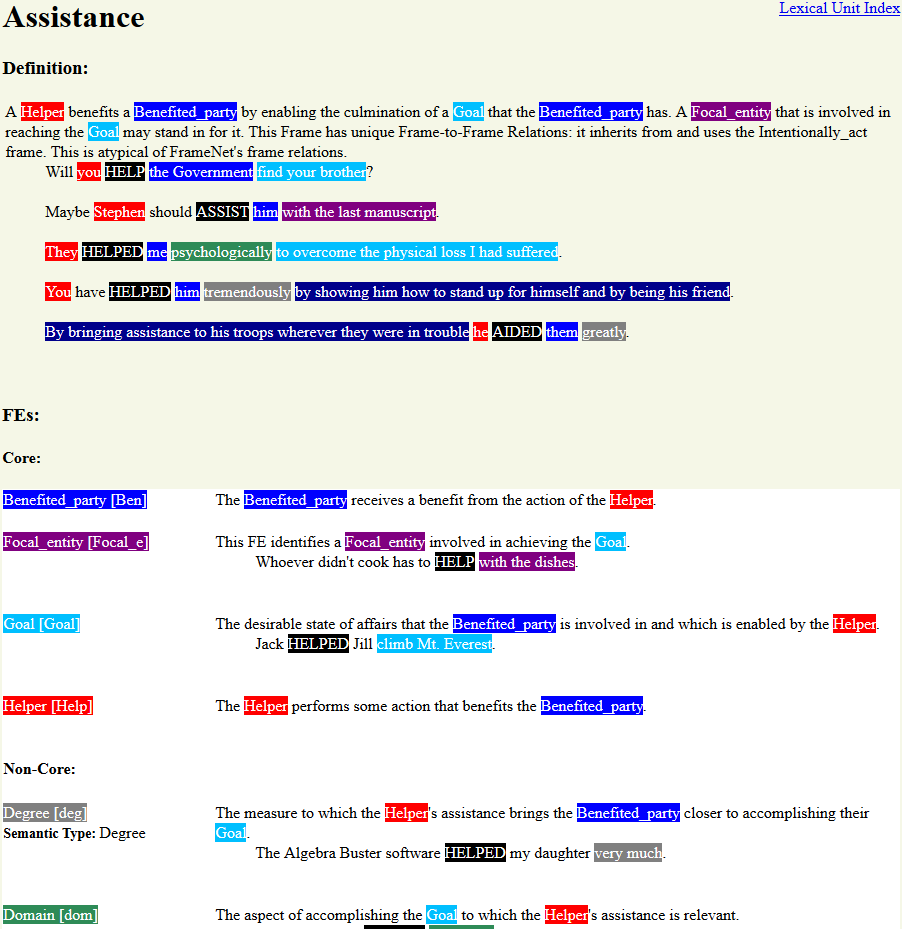 Assistance
Lexical Unit Index
Definition:
A Helper benefits a Benefited_party by enabling the culmination of a Goal that the Benefited_party has. A Focal_entity that is involved in
reaching the Goal may stand in for it. This Frame has unique Frame-to-Frame Relations: it inherits from and uses the Intentionally_act
frame. This is atypical of FrameNet's frame relations.
Will you HELP the Government find your brother?
Maybe Stephen should ASSIST him with the last manuscript.
They HELPED me psychologically to overcome the physical loss I had suffered.
You have HELPED him tremendously by showing him how to stand up for himself and by being his friend.
By bringing assistance to his troops wherever they were in trouble he AIDED them greatly.
FEs:
Core:
Benefited_party [Ben] The Benefited_party receives a benefit from the action of the Helper.
Focal_entity [Focal_e] This FE identifies a Focal_entity involved in achieving the Goal.
Whoever didn't cook has to HELP with the dishes.
Goal [Goal] The desirable state of affairs that the Benefited_party is involved in and which is enabled by the Helper.
Jack HELPED Jill climb Mt. Everest.
Helper [Help] The Helper performs some action that benefits the Benefited_party.
Non-Core:
Degree [deg] The measure to which the Helper's assistance brings the Benefited_party closer to accomplishing their
Semantic Type: Degree Goal.
The Algebra Buster software HELPED my daughter very much.
Domain [dom] The aspect of accomplishing the Goal to which the Helper's assistance is relevant.